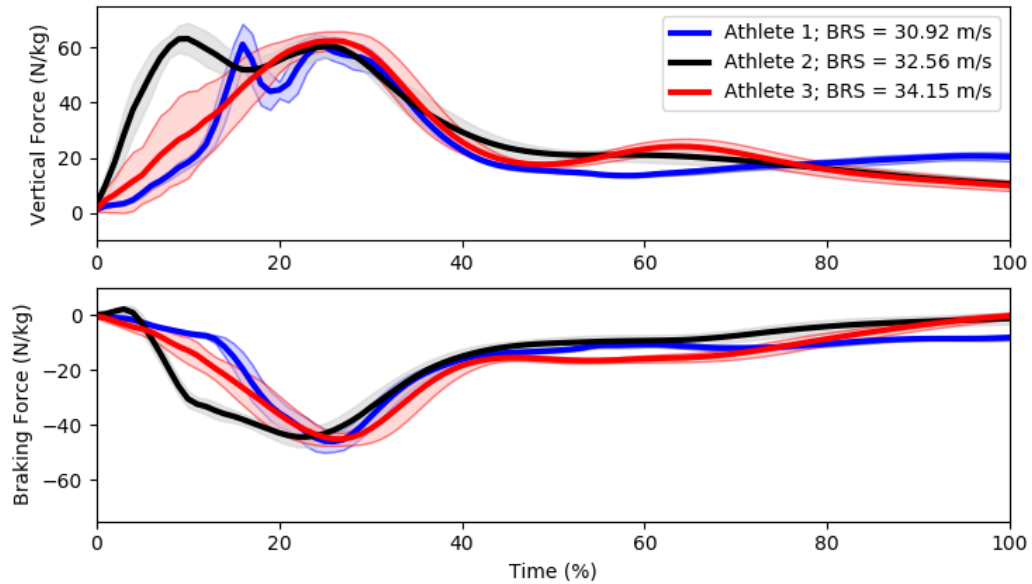 Vertical Force (N/kg)
60
40
20
0
Athlete 1; BRS = 30.92 m/s
Athlete 2; BRS = 32.56 m/s
Athlete 3; BRS = 34.15 m/s
0 20 40 60 80 100
Braking Force (N/kg)
0
−20
−40
−60
0 20 40 60 80 100
Time (%)